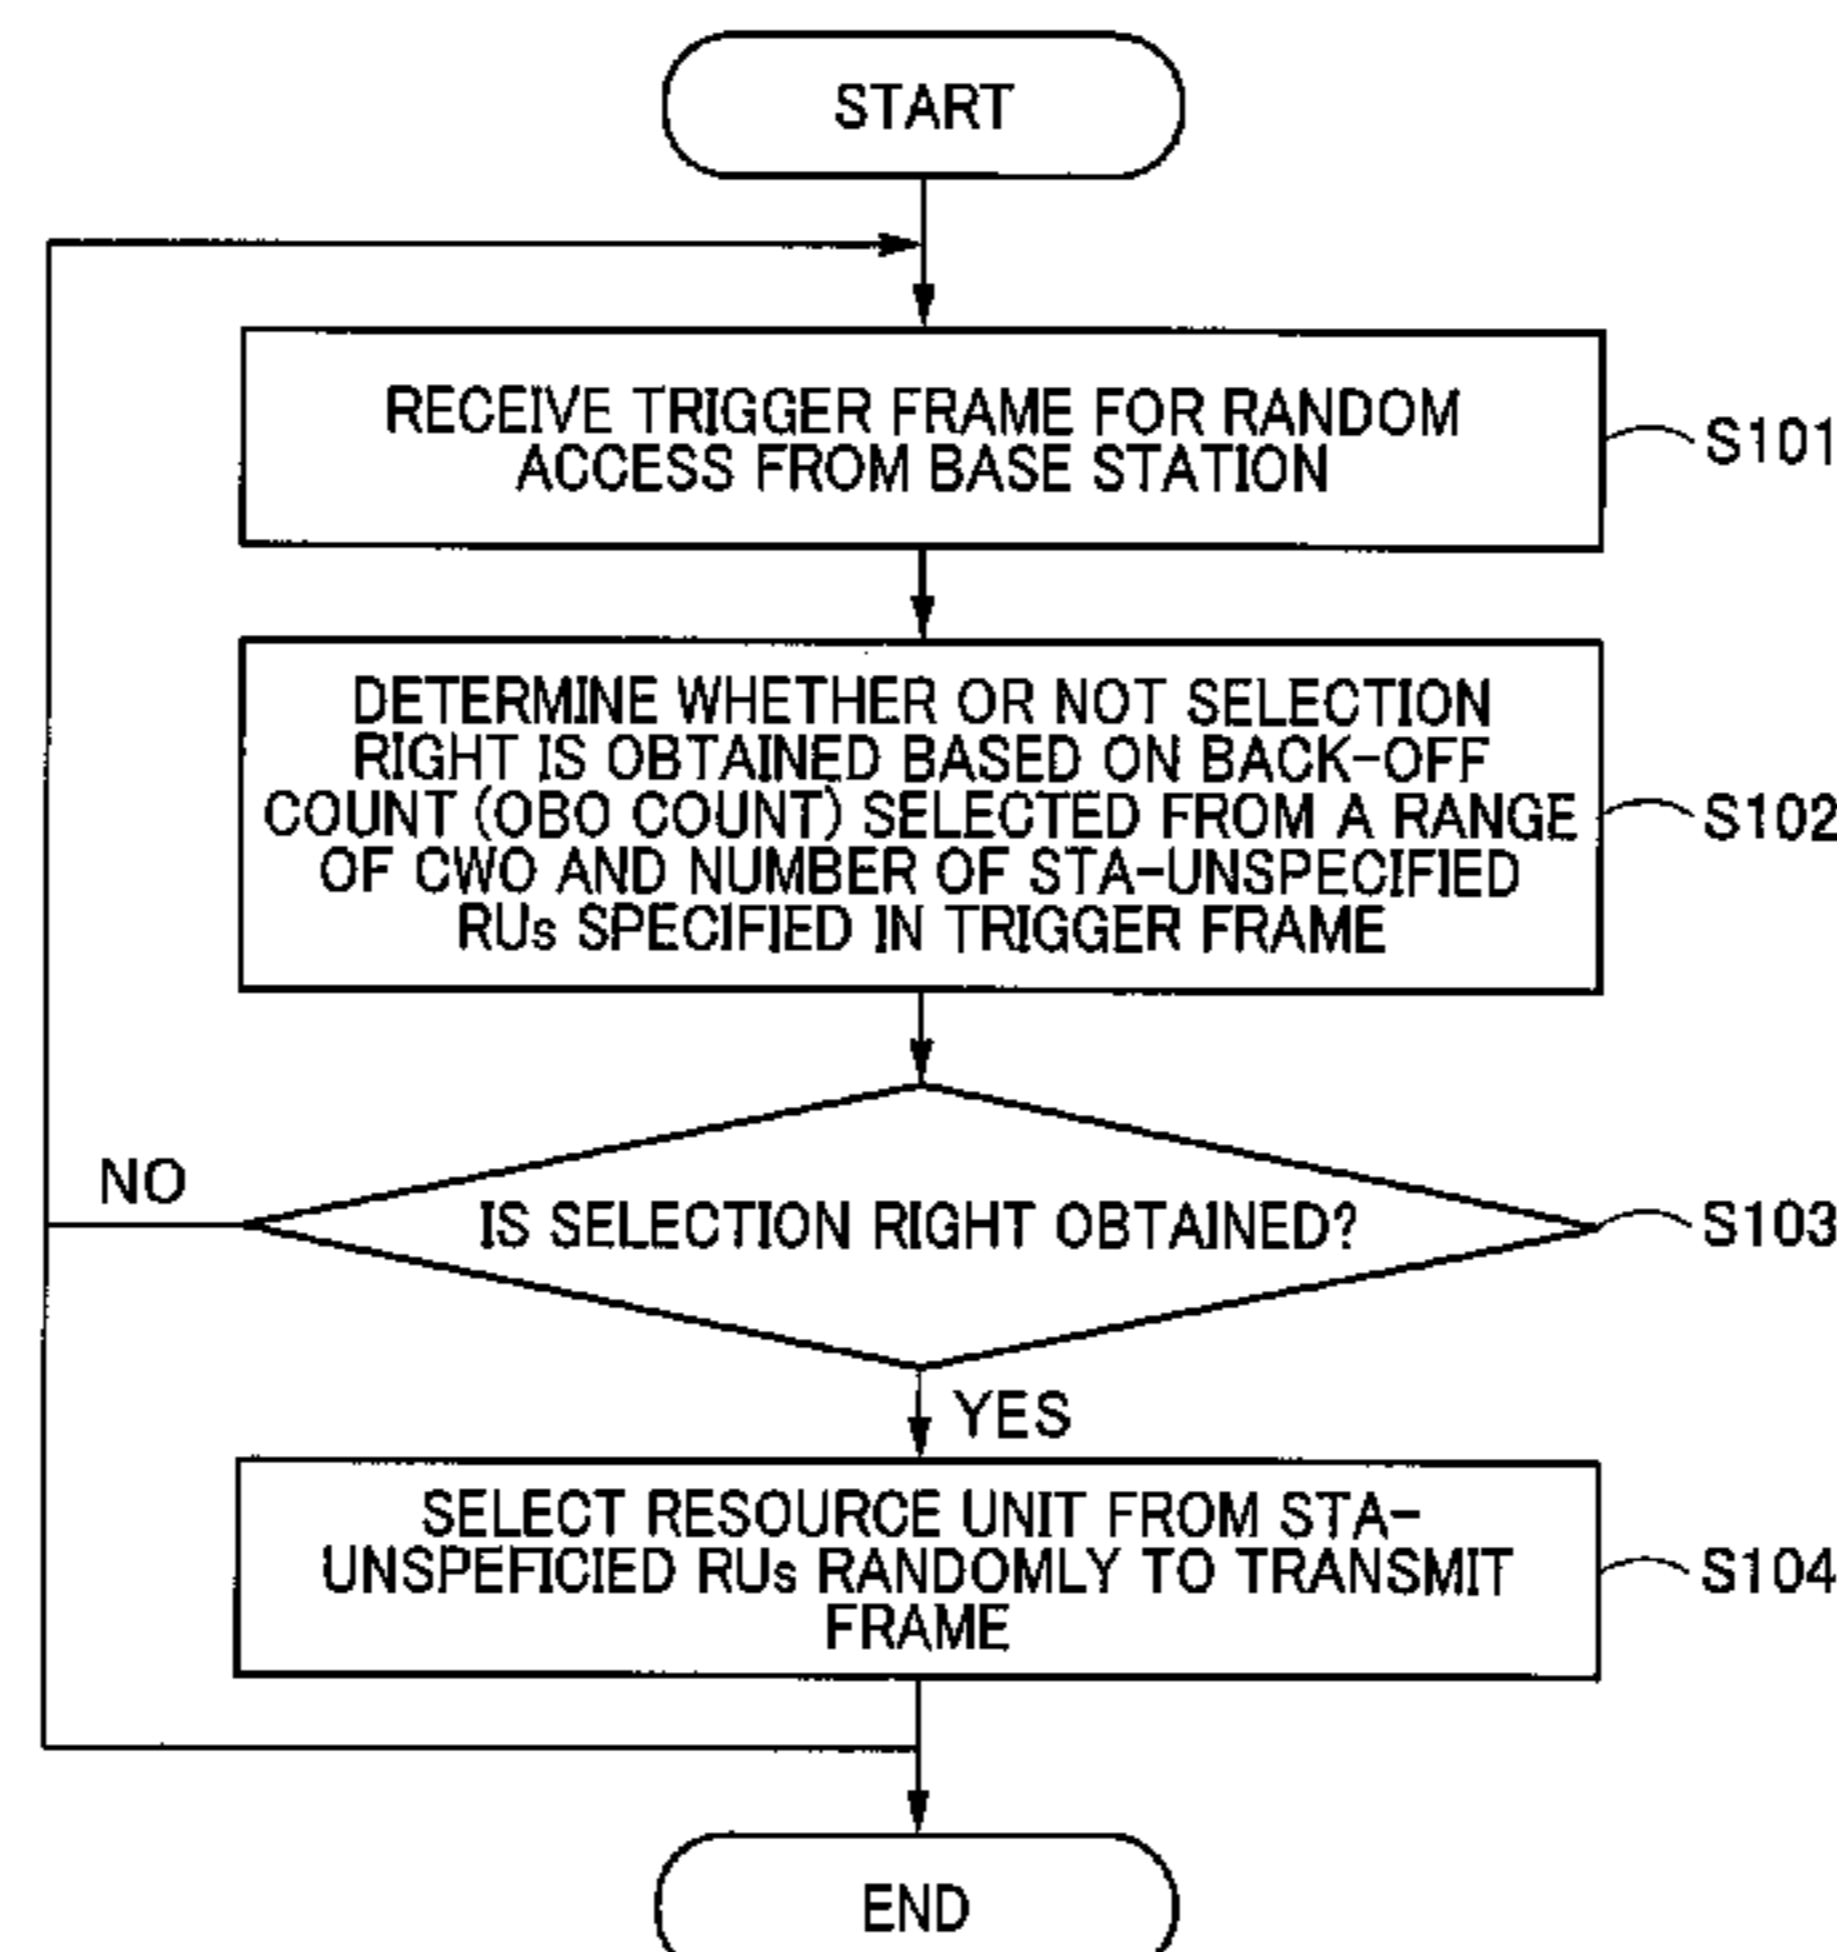 START
RECEIVE TRIGGER FRAME FOR RANDOM
ACCESS FROM BASE STATION
S101
DETERMINE WHETHER OR NOT SELECTION
RIGHT IS OBTAINED BASED ON BACK-OFF
COUNT (OBO COUNT) SELECTED FROM A RANGE
OF CWO AND NUMBER OF STA-UNSPECIFIED
RUs SPECIFIED IN TRIGGER FRAME
S102
NO
IS SELECTION RIGHT OBTAINED?
S103
YES
SELECT RESOURCE UNIT FROM STA-
UNSPEFICIED RUs RANDOMLY TO TRANSMIT
FRAME
S104
END